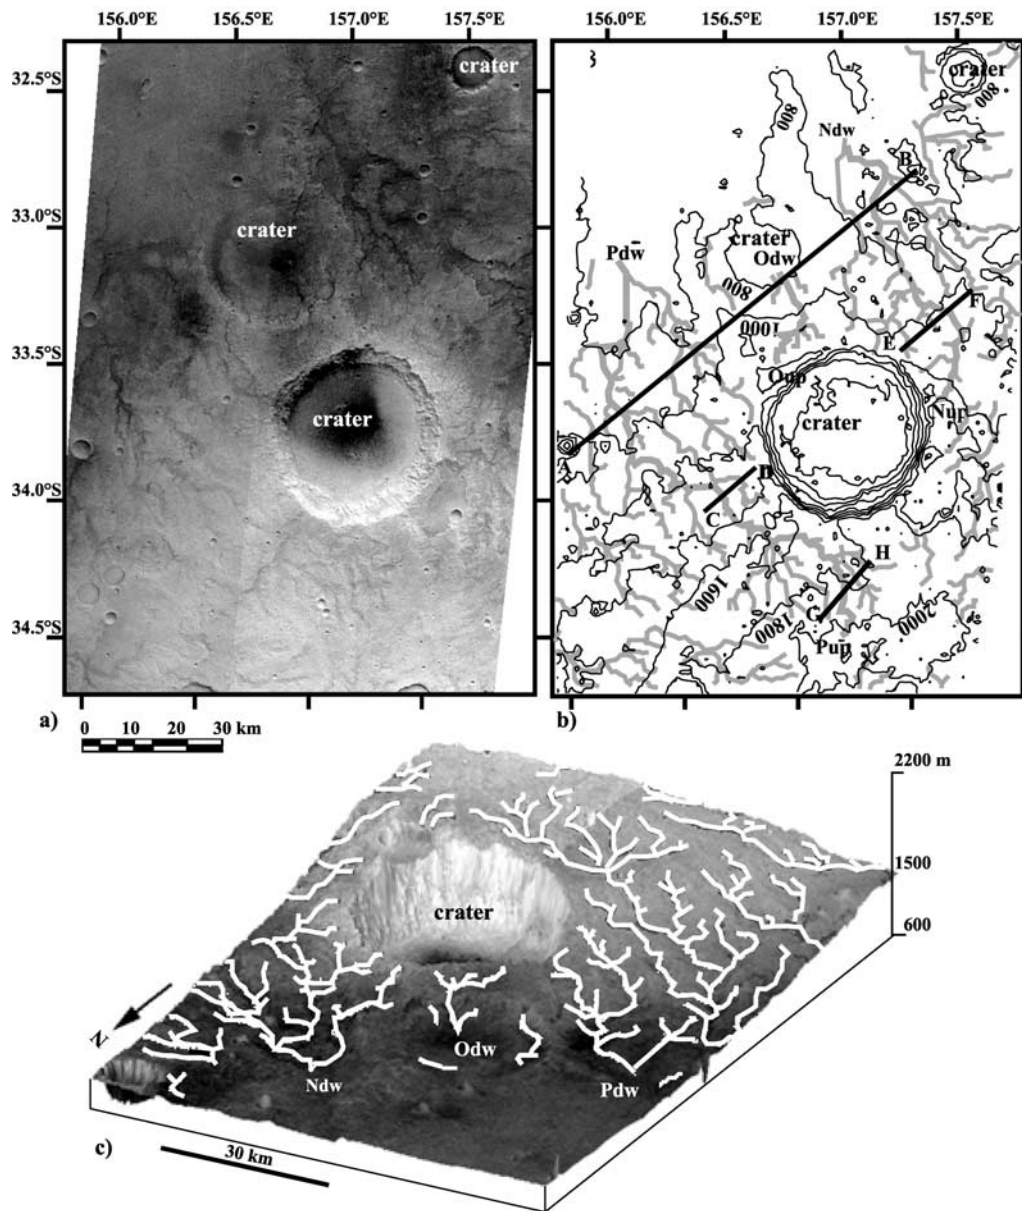 156.0°E 156.5°E 157.0°E 157.5°E
156.0°E 156.5°E 157.0°E 157.5°E
32.5°S
33.0°S
33.5°S
34.0°S
34.5°S
crater
crater
crater
a)
0 10 20 30 km
crater
800
800
Ndw
B
crater
Odw
Pdw̄
800
1000
F
E
Oup
crater
Nup
A
D
C
H
1600
G
1800
2000
Pup̄
b)
2200 m
1500
600
crater
N
Odw
Ndw
Pdw
c)
30 km